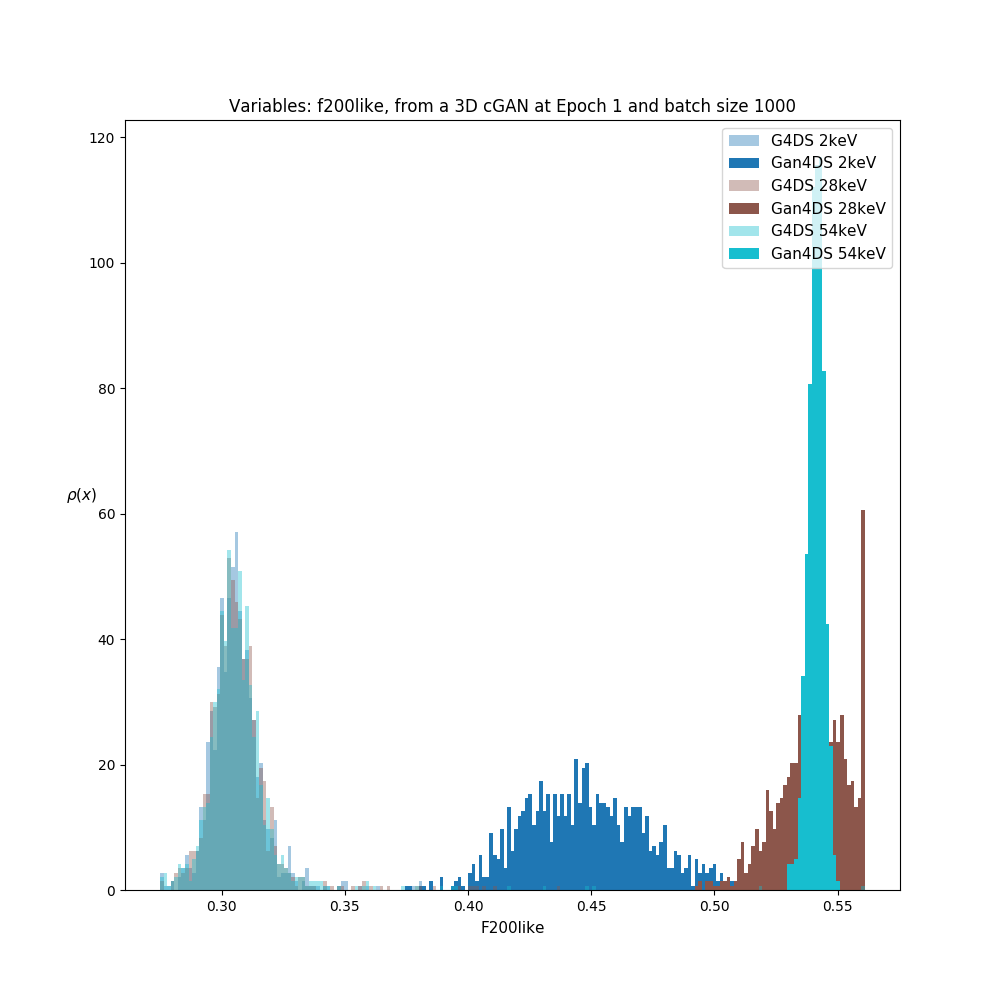 Variables: f200like, from a 3D cGAN at Epoch 1 and batch size 1000
G4DS 2keV
Gan4DS 2keV
G4DS 28keV
Gan4DS 28keV
G4DS 54keV
Gan4DS 54keV
120
100
80
60
40
20
0
ρ(x)
0.30
0.35
0.40
0.45
0.50
0.55
F200like